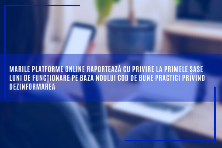 MARILE PLATFORME ONLINE RAPORTEAZĂ CU PRIVIRE LA PRIMELE ȘASE
LUNI DE FUNCȚIONARE PE BAZA NOULUI COD DE BUNE PRACTICI PRIVIND
DEZINFORMAREA